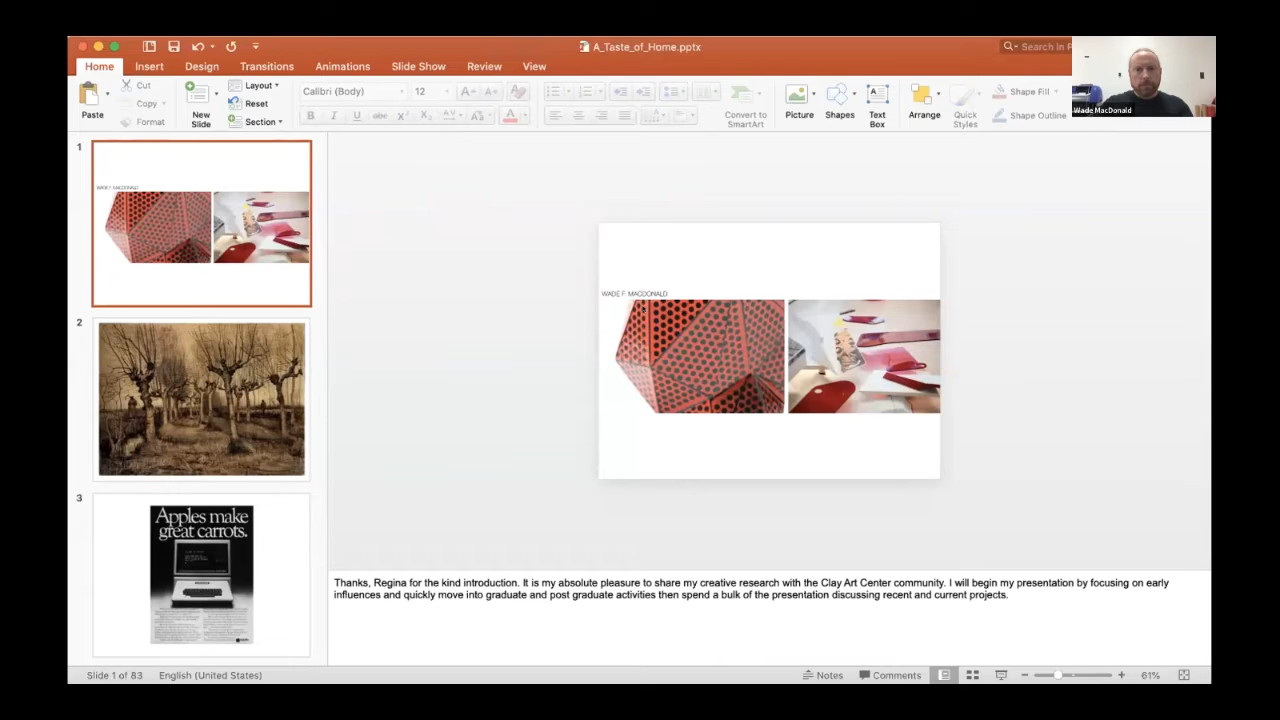 A_Taste_of_Home.pptx
Search in P
Home Insert Design Transitions Animations Slide Show Review View
Paste
Cut
Copy
Format
New Slide
Layout
Reset
Section
Calibri (Body) 12
Convert to SmartArt
Picture
Shapes
Text Box
Arrange
Quick Styles
Shape Fill
Shape Outline
Wade MacDonald
1
WADE F. MACDONALD
2
3
Apples make
great carrots.
WADE F. MACDONALD
Thanks, Regina for the kind introduction. It is my absolute pleasure to share my creative research with the Clay Art Center community. I will begin my presentation by focusing on early
influences and quickly move into graduate and post graduate activities then spend a bulk of the presentation discussing recent and current projects.
Slide 1 of 83 English (United States) Notes Comments 61%